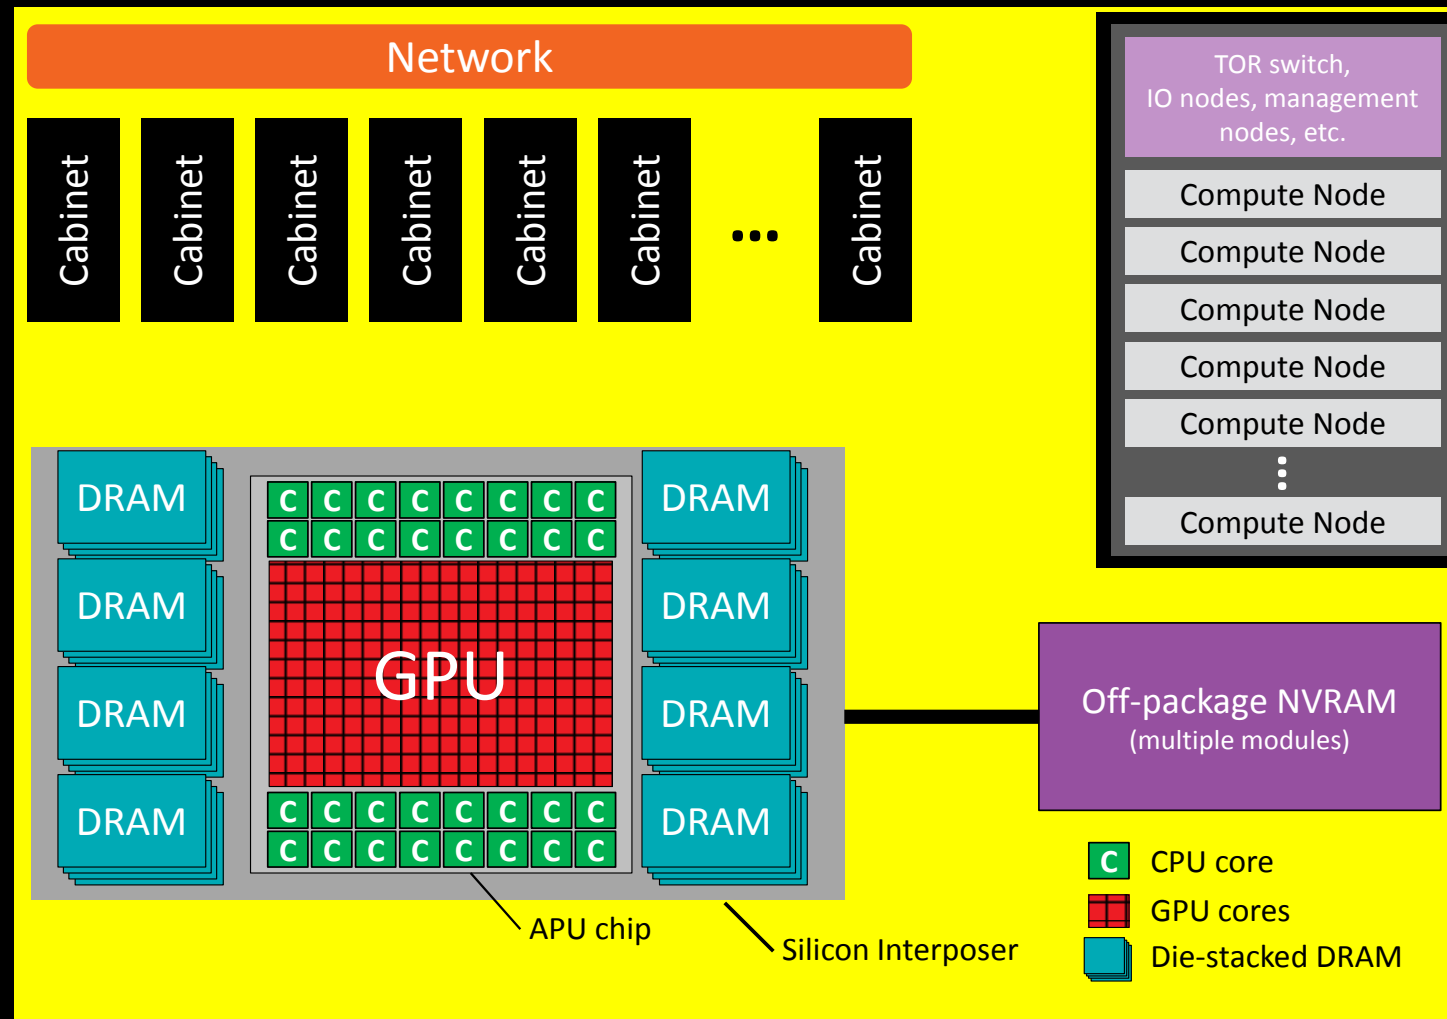 Network
Cabinet
Cabinet
Cabinet
Cabinet
Cabinet
Cabinet
...
Cabinet
TOR switch,
IO nodes, management
nodes, etc.
Compute Node
Compute Node
Compute Node
Compute Node
Compute Node
...
Compute Node
DRAM
DRAM
DRAM
DRAM
C C C C C C C C
C C C C C C C C
GPU
C C C C C C C C
C C C C C C C C
DRAM
DRAM
DRAM
DRAM
APU chip
Silicon Interposer
Off-package NVRAM
(multiple modules)
C CPU core
GPU cores
Die-stacked DRAM